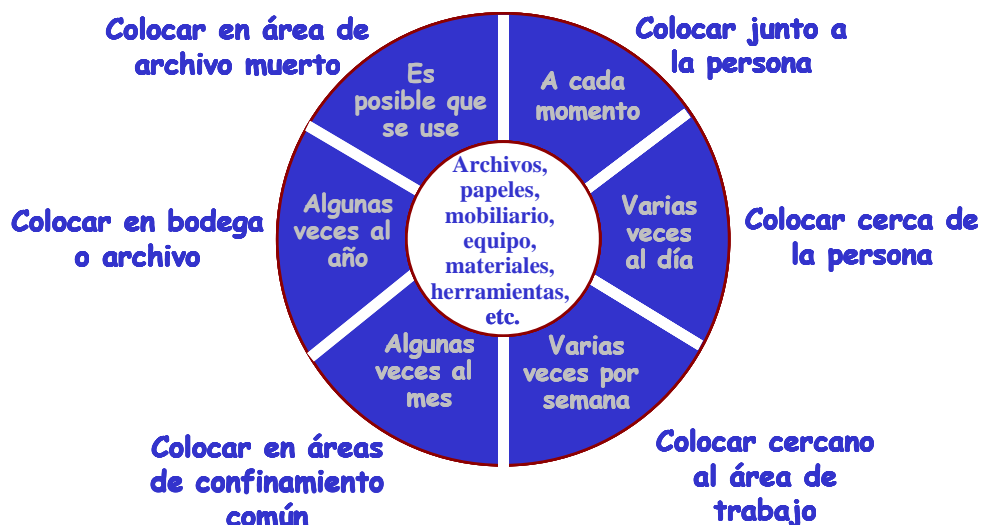 Colocar en área de
archivo muerto
Colocar junto a
la persona
Es
posible que
se use
A cada
momento
Archivos,
papeles,
mobiliario,
equipo,
materiales,
herramientas,
etc.
Algunas
veces al
año
Varias
veces
al día
Colocar en bodega
o archivo
Colocar cerca de
la persona
Algunas
veces al
mes
Varias
veces por
semana
Colocar en áreas
de confinamiento
común
Colocar cercano
al área de
trabajo